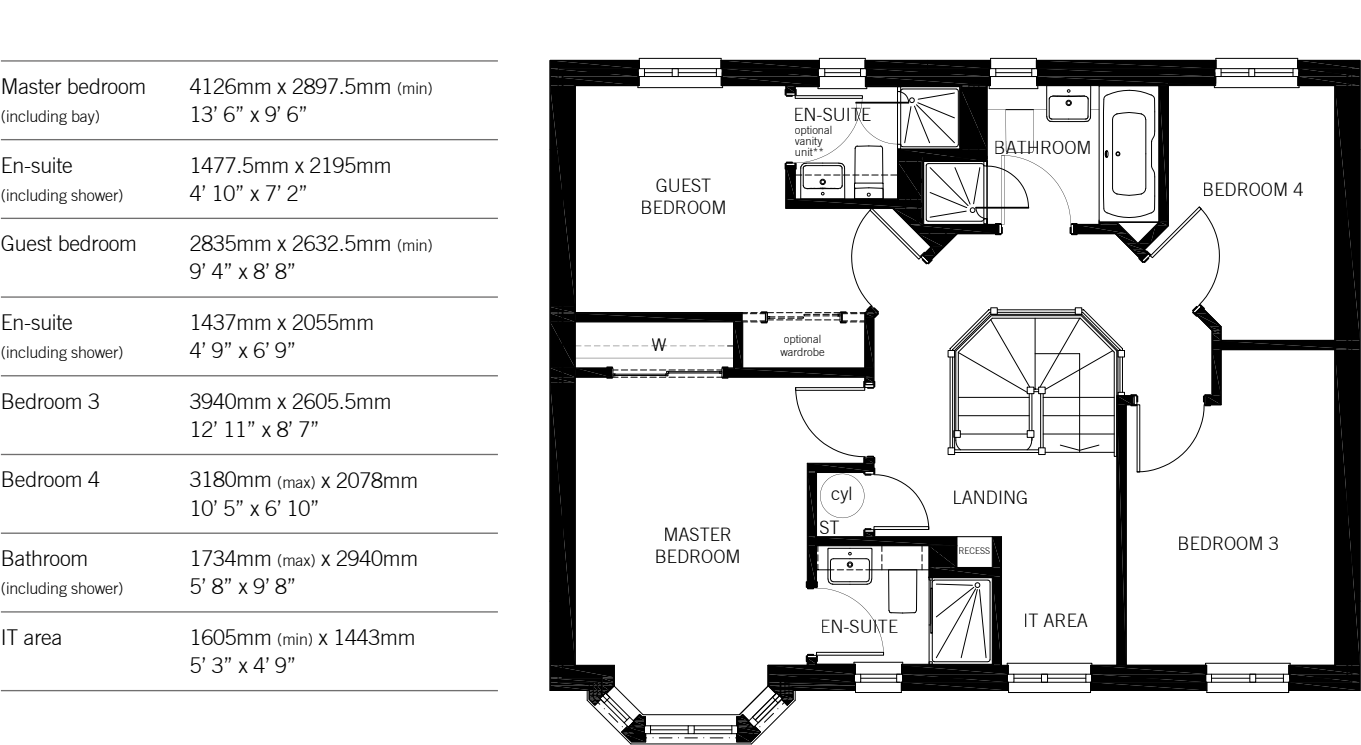 Master bedroom 4126mm x 2897.5mm (min)
(including bay) 13’ 6” x 9’ 6”
En-suite 1477.5mm x 2195mm
(including shower) 4’ 10” x 7’ 2”
Guest bedroom 2835mm x 2632.5mm (min)
9’ 4” x 8’ 8”
En-suite 1437mm x 2055mm
(including shower) 4’ 9” x 6’ 9”
Bedroom 3 3940mm x 2605.5mm
12’ 11” x 8’ 7”
Bedroom 4 3180mm (max) x 2078mm
10’ 5” x 6’ 10”
Bathroom 1734mm (max) x 2940mm
(including shower) 5’ 8” x 9’ 8”
IT area 1605mm (min) x 1443mm
5’ 3” x 4’ 9”
EN-SUITE
optional
vanity
unit**
BATHROOM
GUEST
BEDROOM
BEDROOM 4
W
optional
wardrobe
cyl
ST
LANDING
MASTER
BEDROOM
RECESS
BEDROOM 3
EN-SUITE
IT AREA